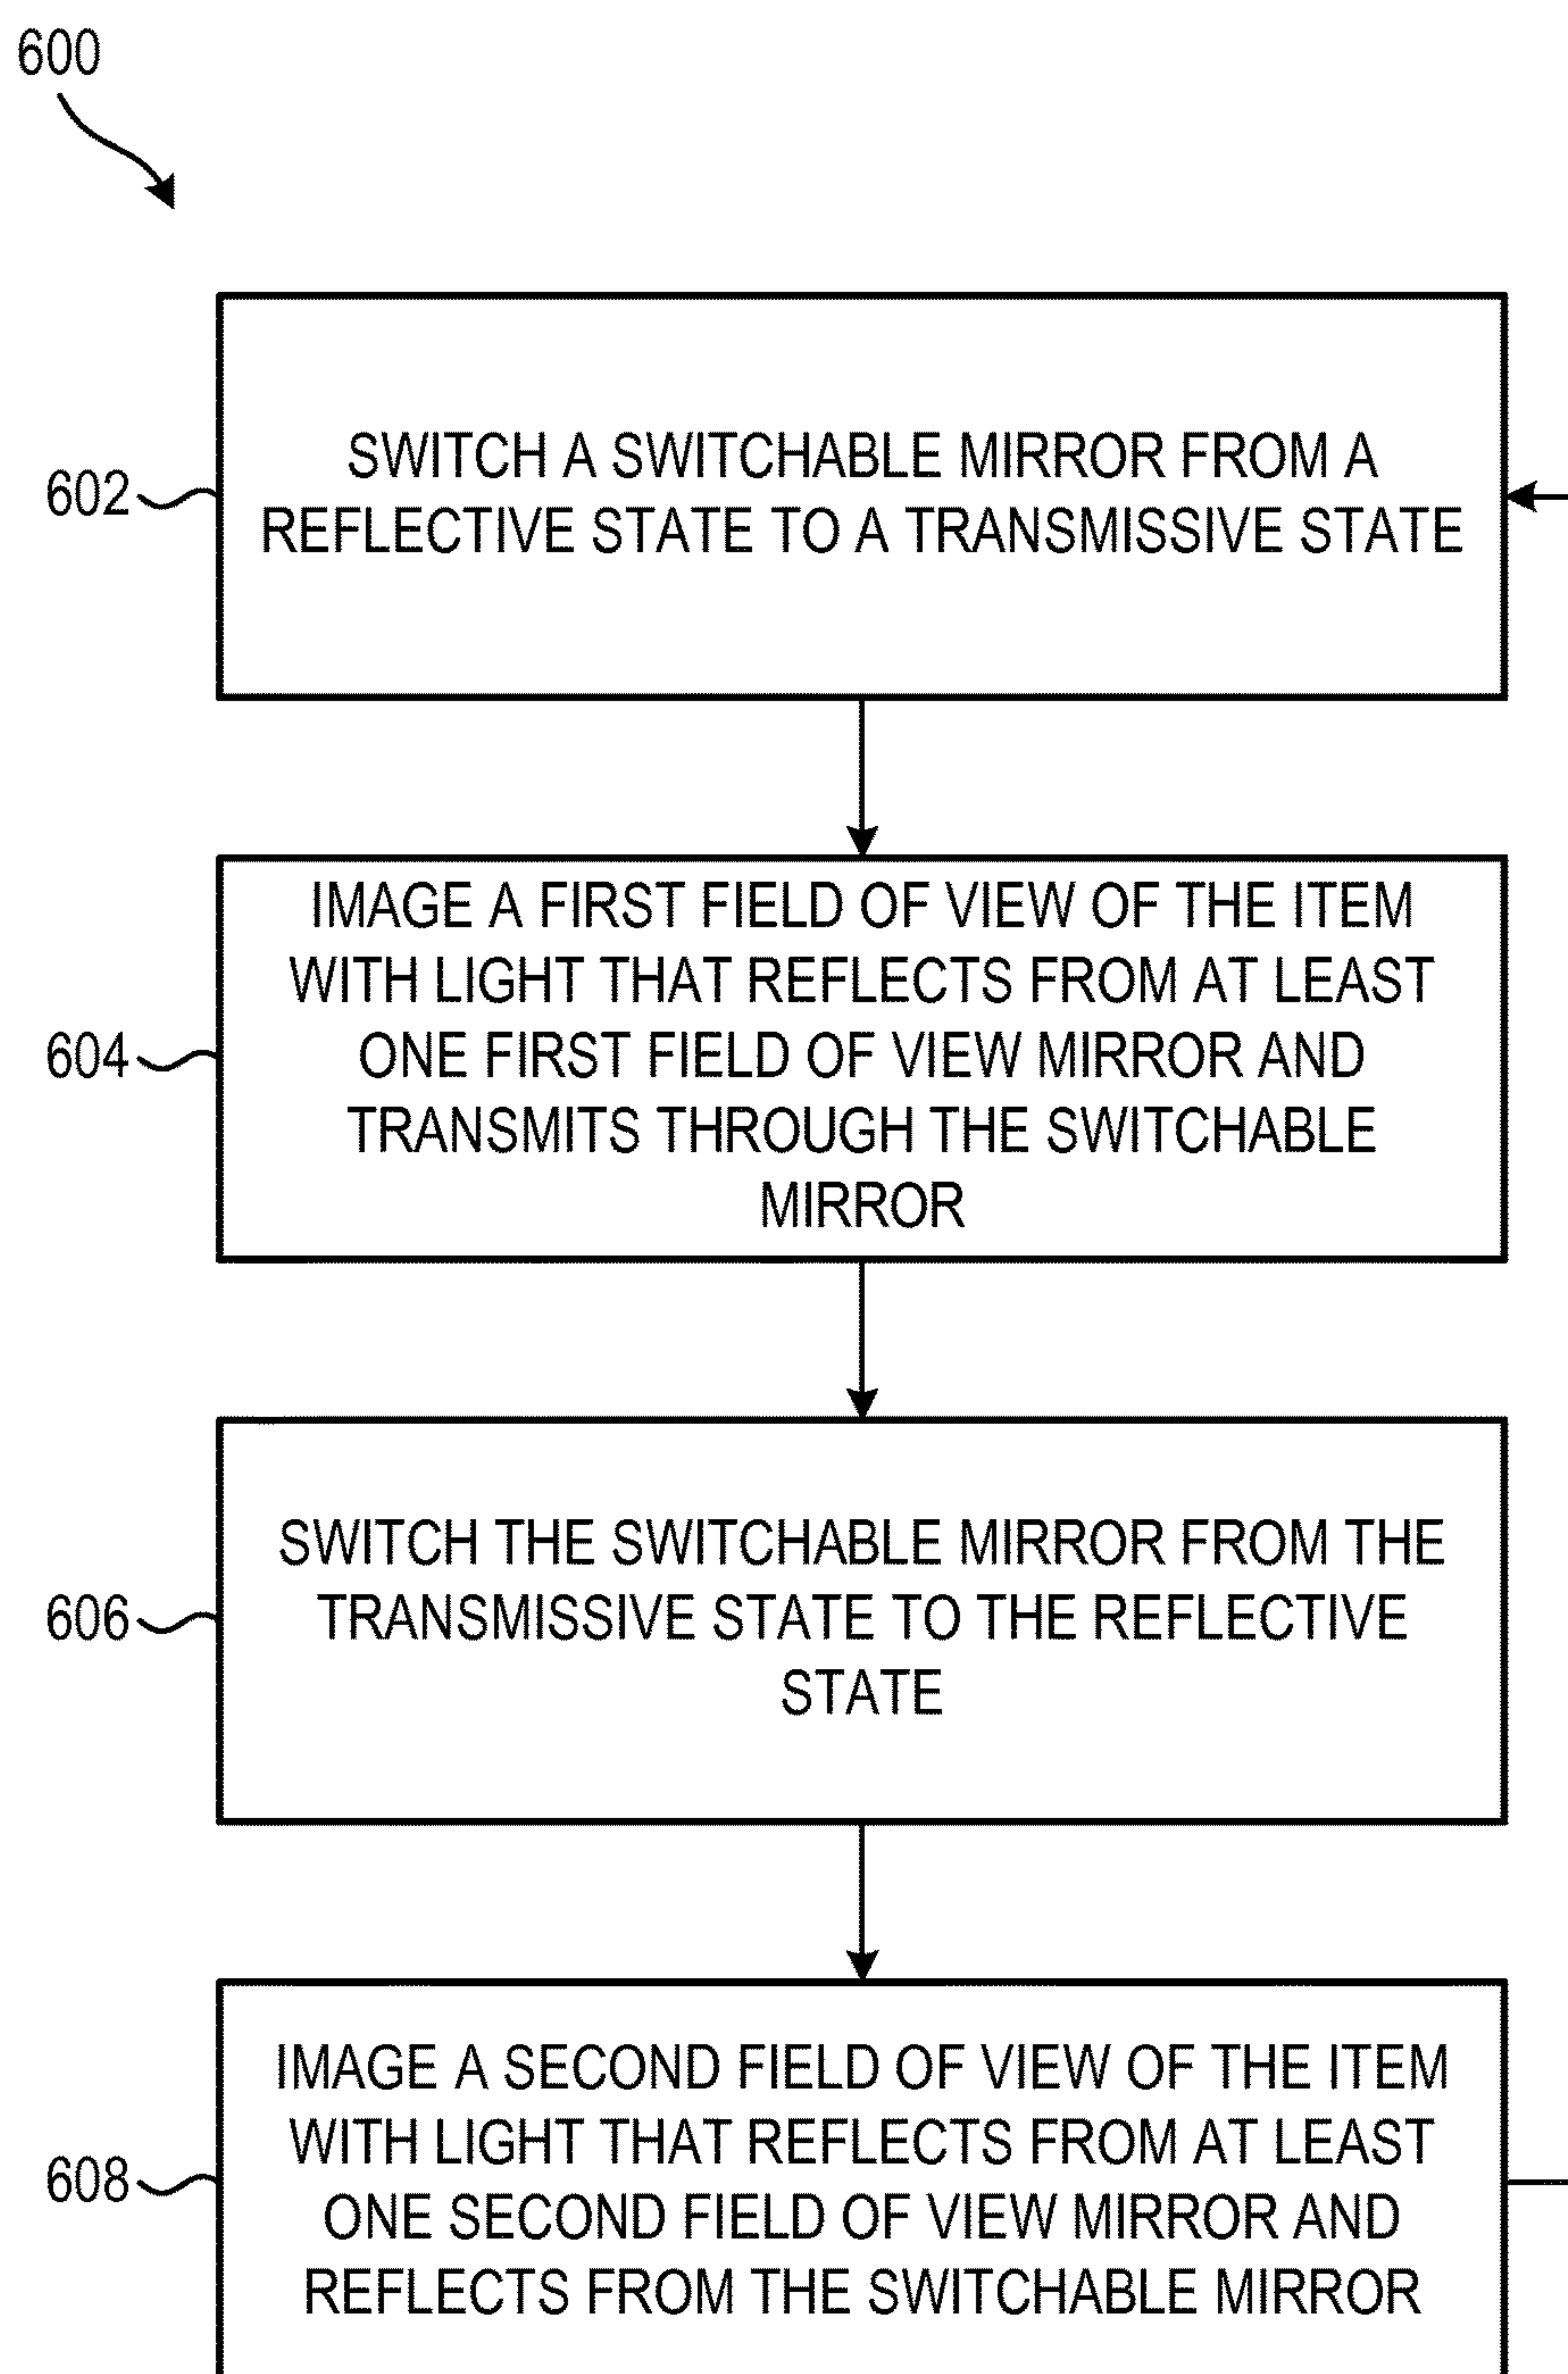 600
602
SWITCH A SWITCHABLE MIRROR FROM A
REFLECTIVE STATE TO A TRANSMISSIVE STATE
604
IMAGE A FIRST FIELD OF VIEW OF THE ITEM
WITH LIGHT THAT REFLECTS FROM AT LEAST
ONE FIRST FIELD OF VIEW MIRROR AND
TRANSMITS THROUGH THE SWITCHABLE
MIRROR
606
SWITCH THE SWITCHABLE MIRROR FROM THE
TRANSMISSIVE STATE TO THE REFLECTIVE
STATE
608
IMAGE A SECOND FIELD OF VIEW OF THE ITEM
WITH LIGHT THAT REFLECTS FROM AT LEAST
ONE SECOND FIELD OF VIEW MIRROR AND
REFLECTS FROM THE SWITCHABLE MIRROR